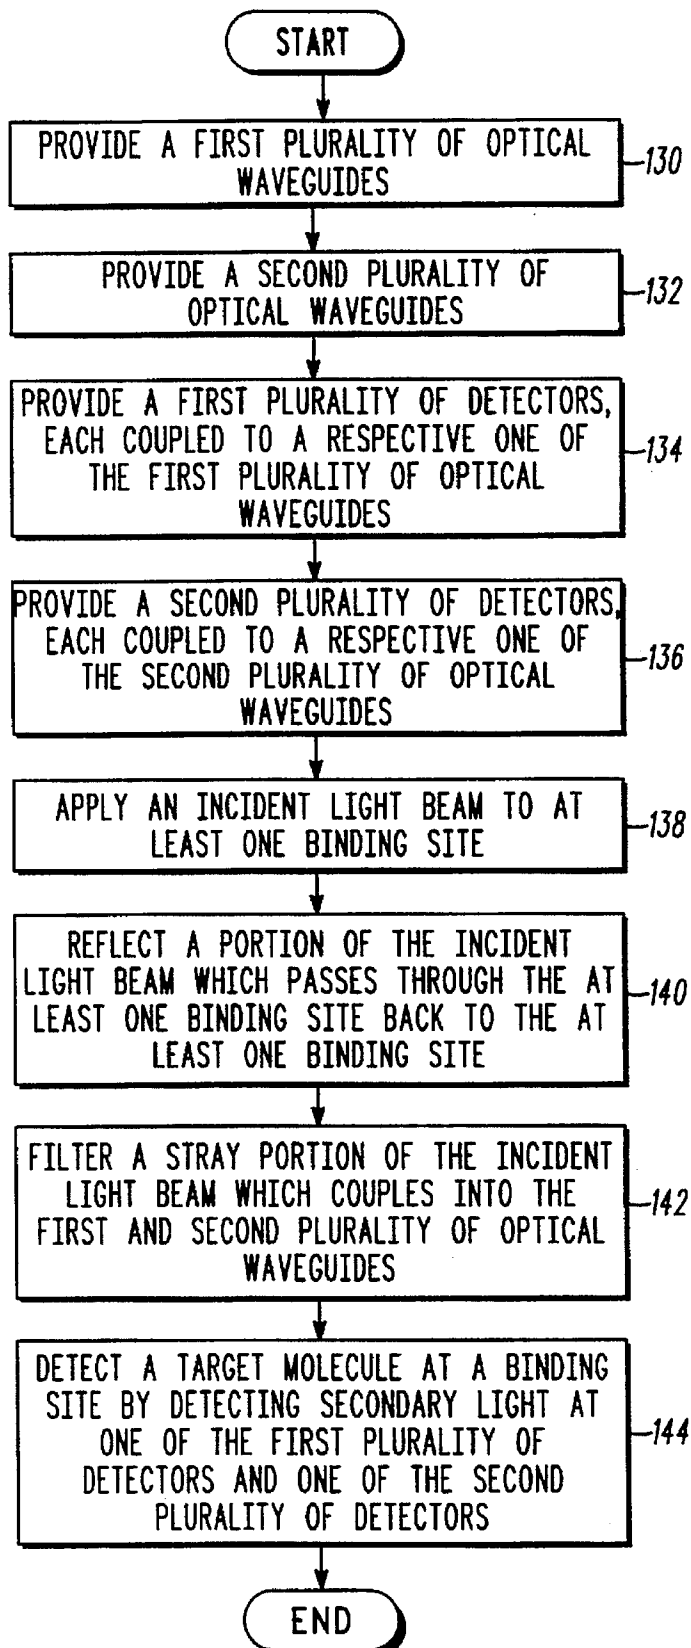 START
PROVIDE A FIRST PLURALITY OF OPTICAL
WAVEGUIDES
130
PROVIDE A SECOND PLURALITY OF
OPTICAL WAVEGUIDES
132
PROVIDE A FIRST PLURALITY OF DETECTORS,
EACH COUPLED TO A RESPECTIVE ONE OF
THE FIRST PLURALITY OF OPTICAL
WAVEGUIDES
134
PROVIDE A SECOND PLURALITY OF DETECTORS,
EACH COUPLED TO A RESPECTIVE ONE OF
THE SECOND PLURALITY OF OPTICAL
WAVEGUIDES
136
APPLY AN INCIDENT LIGHT BEAM TO AT
LEAST ONE BINDING SITE
138
REFLECT A PORTION OF THE INCIDENT
LIGHT BEAM WHICH PASSES THROUGH THE AT
LEAST ONE BINDING SITE BACK TO THE AT
LEAST ONE BINDING SITE
140
FILTER A STRAY PORTION OF THE INCIDENT
LIGHT BEAM WHICH COUPLES INTO THE
FIRST AND SECOND PLURALITY OF OPTICAL
WAVEGUIDES
142
DETECT A TARGET MOLECULE AT A BINDING
SITE BY DETECTING SECONDARY LIGHT AT
ONE OF THE FIRST PLURALITY OF
DETECTORS AND ONE OF THE SECOND
PLURALITY OF DETECTORS
144
END